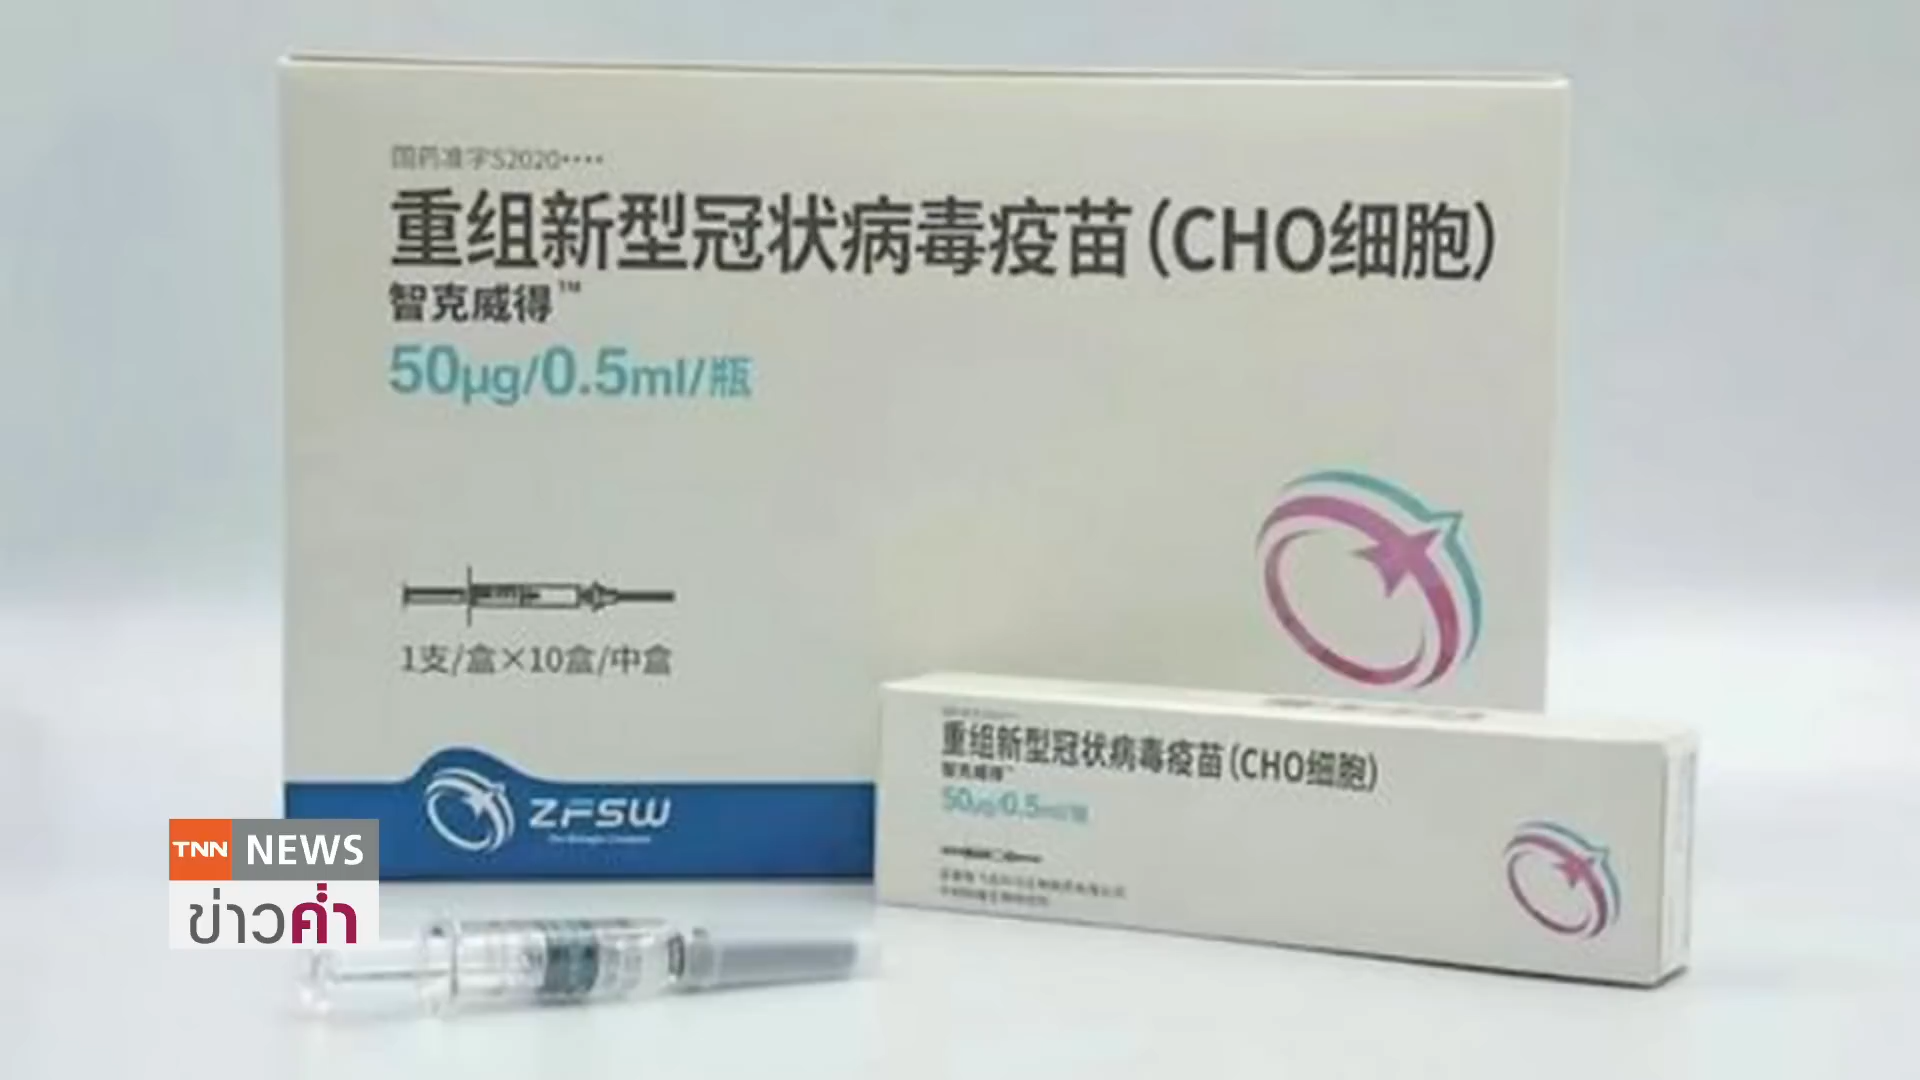 国药准字S2020••••
重组新型冠状病毒疫苗(CHO细胞)
智克威得™
50μg/0.5ml/瓶
1支/盒×10盒/中盒
ZFSW
重组新型冠状病毒疫苗(CHO细胞)
智克威得™
50μg/0.5ml/瓶
TNN NEWS
ข่าวค่ำ